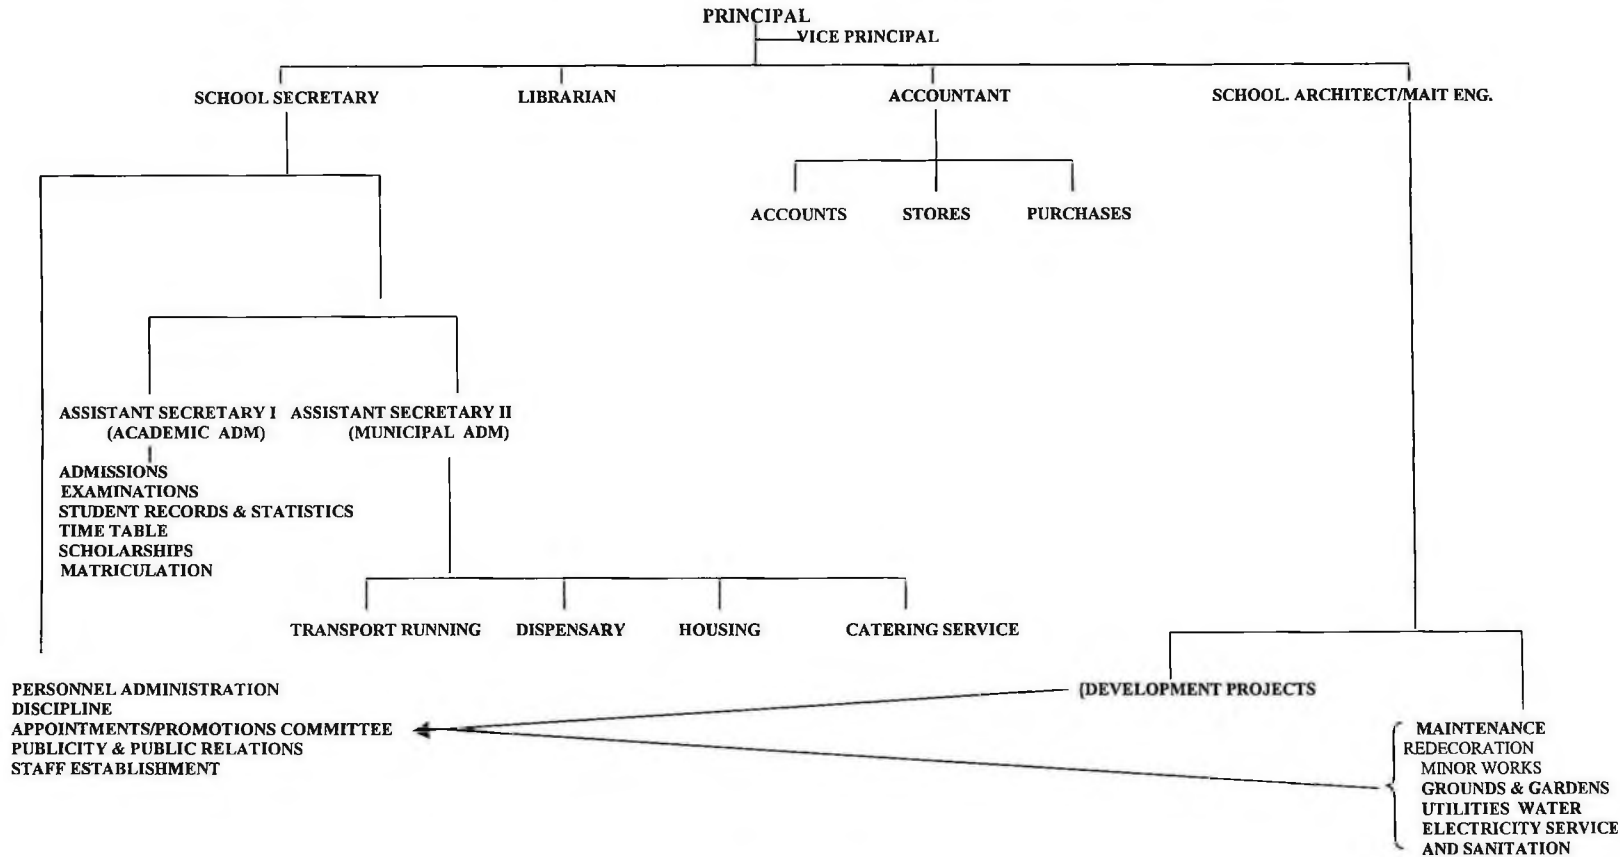 PRINCIPAL
VICE PRINCIPAL
SCHOOL SECRETARY
LIBRARIAN
ACCOUNTANT
SCHOOL. ARCHITECT/MAIT ENG.
ACCOUNTS
STORES
PURCHASES
ASSISTANT SECRETARY I
(ACADEMIC ADM)
ASSISTANT SECRETARY II
(MUNICIPAL ADM)
ADMISSIONS
EXAMINATIONS
STUDENT RECORDS & STATISTICS
TIME TABLE
SCHOLARSHIPS
MATRICULATION
TRANSPORT RUNNING
DISPENSARY
HOUSING
CATERING SERVICE
PERSONNEL ADMINISTRATION
DISCIPLINE
APPOINTMENTS/PROMOTIONS COMMITTEE
PUBLICITY & PUBLIC RELATIONS
STAFF ESTABLISHMENT
(DEVELOPMENT PROJECTS
MAINTENANCE
REDECORATION
MINOR WORKS
GROUNDS & GARDENS
UTILITIES WATER
ELECTRICITY SERVICE
AND SANITATION